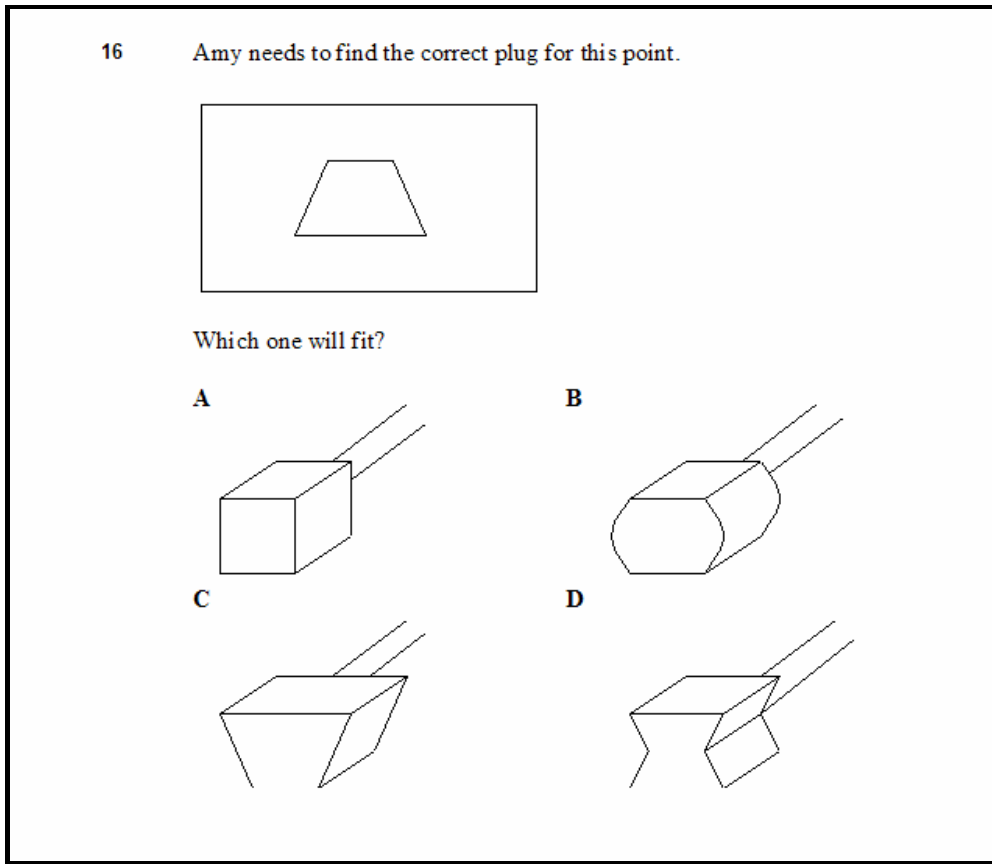 16 Amy needs to find the correct plug for this point.
Which one will fit?
A B
C D